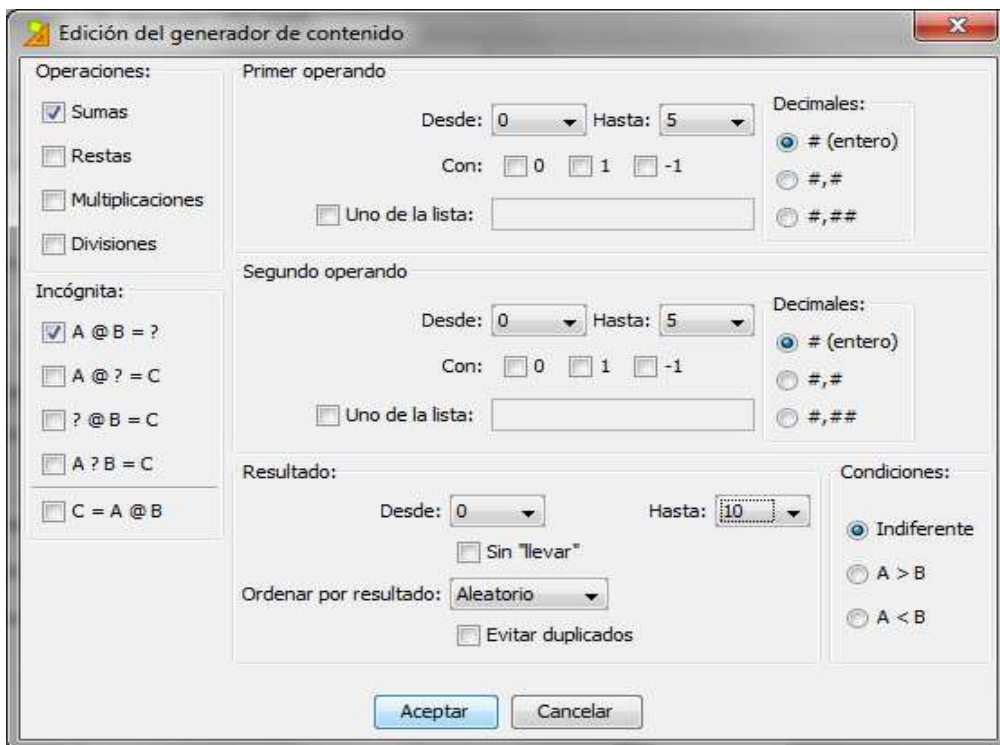 Edición del generador de contenido
Operaciones:
Sumas
Restas
Multiplicaciones
Divisiones
Incógnita:
A @ B = ?
A @ ? = C
? @ B = C
A ? B = C
C = A @ B
Primer operando
Desde: 0 Hasta: 5
Con: 0 1 -1
Uno de la lista:
Decimales:
# (entero)
#,#
#,##
Segundo operando
Desde: 0 Hasta: 5
Con: 0 1 -1
Uno de la lista:
Decimales:
# (entero)
#,#
#,##
Resultado:
Desde: 0 Hasta: 10
Sin "llevar"
Ordenar por resultado: Aleatorio
Evitar duplicados
Condiciones:
Indiferente
A > B
A < B
Aceptar Cancelar